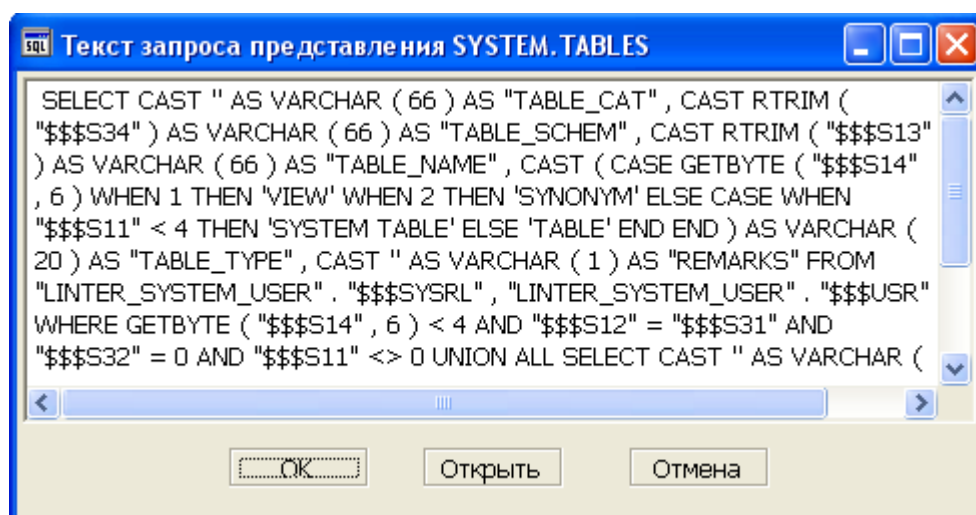 SQL Текст запроса представления SYSTEM.TABLES
SELECT CAST '' AS VARCHAR ( 66 ) AS "TABLE_CAT" , CAST RTRIM (
"$$$S34" ) AS VARCHAR ( 66 ) AS "TABLE_SCHEM" , CAST RTRIM ( "$$$S13"
) AS VARCHAR ( 66 ) AS "TABLE_NAME" , CAST ( CASE GETBYTE ( "$$$S14"
, 6 ) WHEN 1 THEN 'VIEW' WHEN 2 THEN 'SYNONYM' ELSE CASE WHEN
"$$$S11" < 4 THEN 'SYSTEM TABLE' ELSE 'TABLE' END END ) AS VARCHAR (
20 ) AS "TABLE_TYPE" , CAST '' AS VARCHAR ( 1 ) AS "REMARKS" FROM
"LINTER_SYSTEM_USER" . "$$$SYSRL" , "LINTER_SYSTEM_USER" . "$$$USR"
WHERE GETBYTE ( "$$$S14" , 6 ) < 4 AND "$$$S12" = "$$$S31" AND
"$$$S32" = 0 AND "$$$S11" <> 0 UNION ALL SELECT CAST '' AS VARCHAR (
OK Открыть Отмена